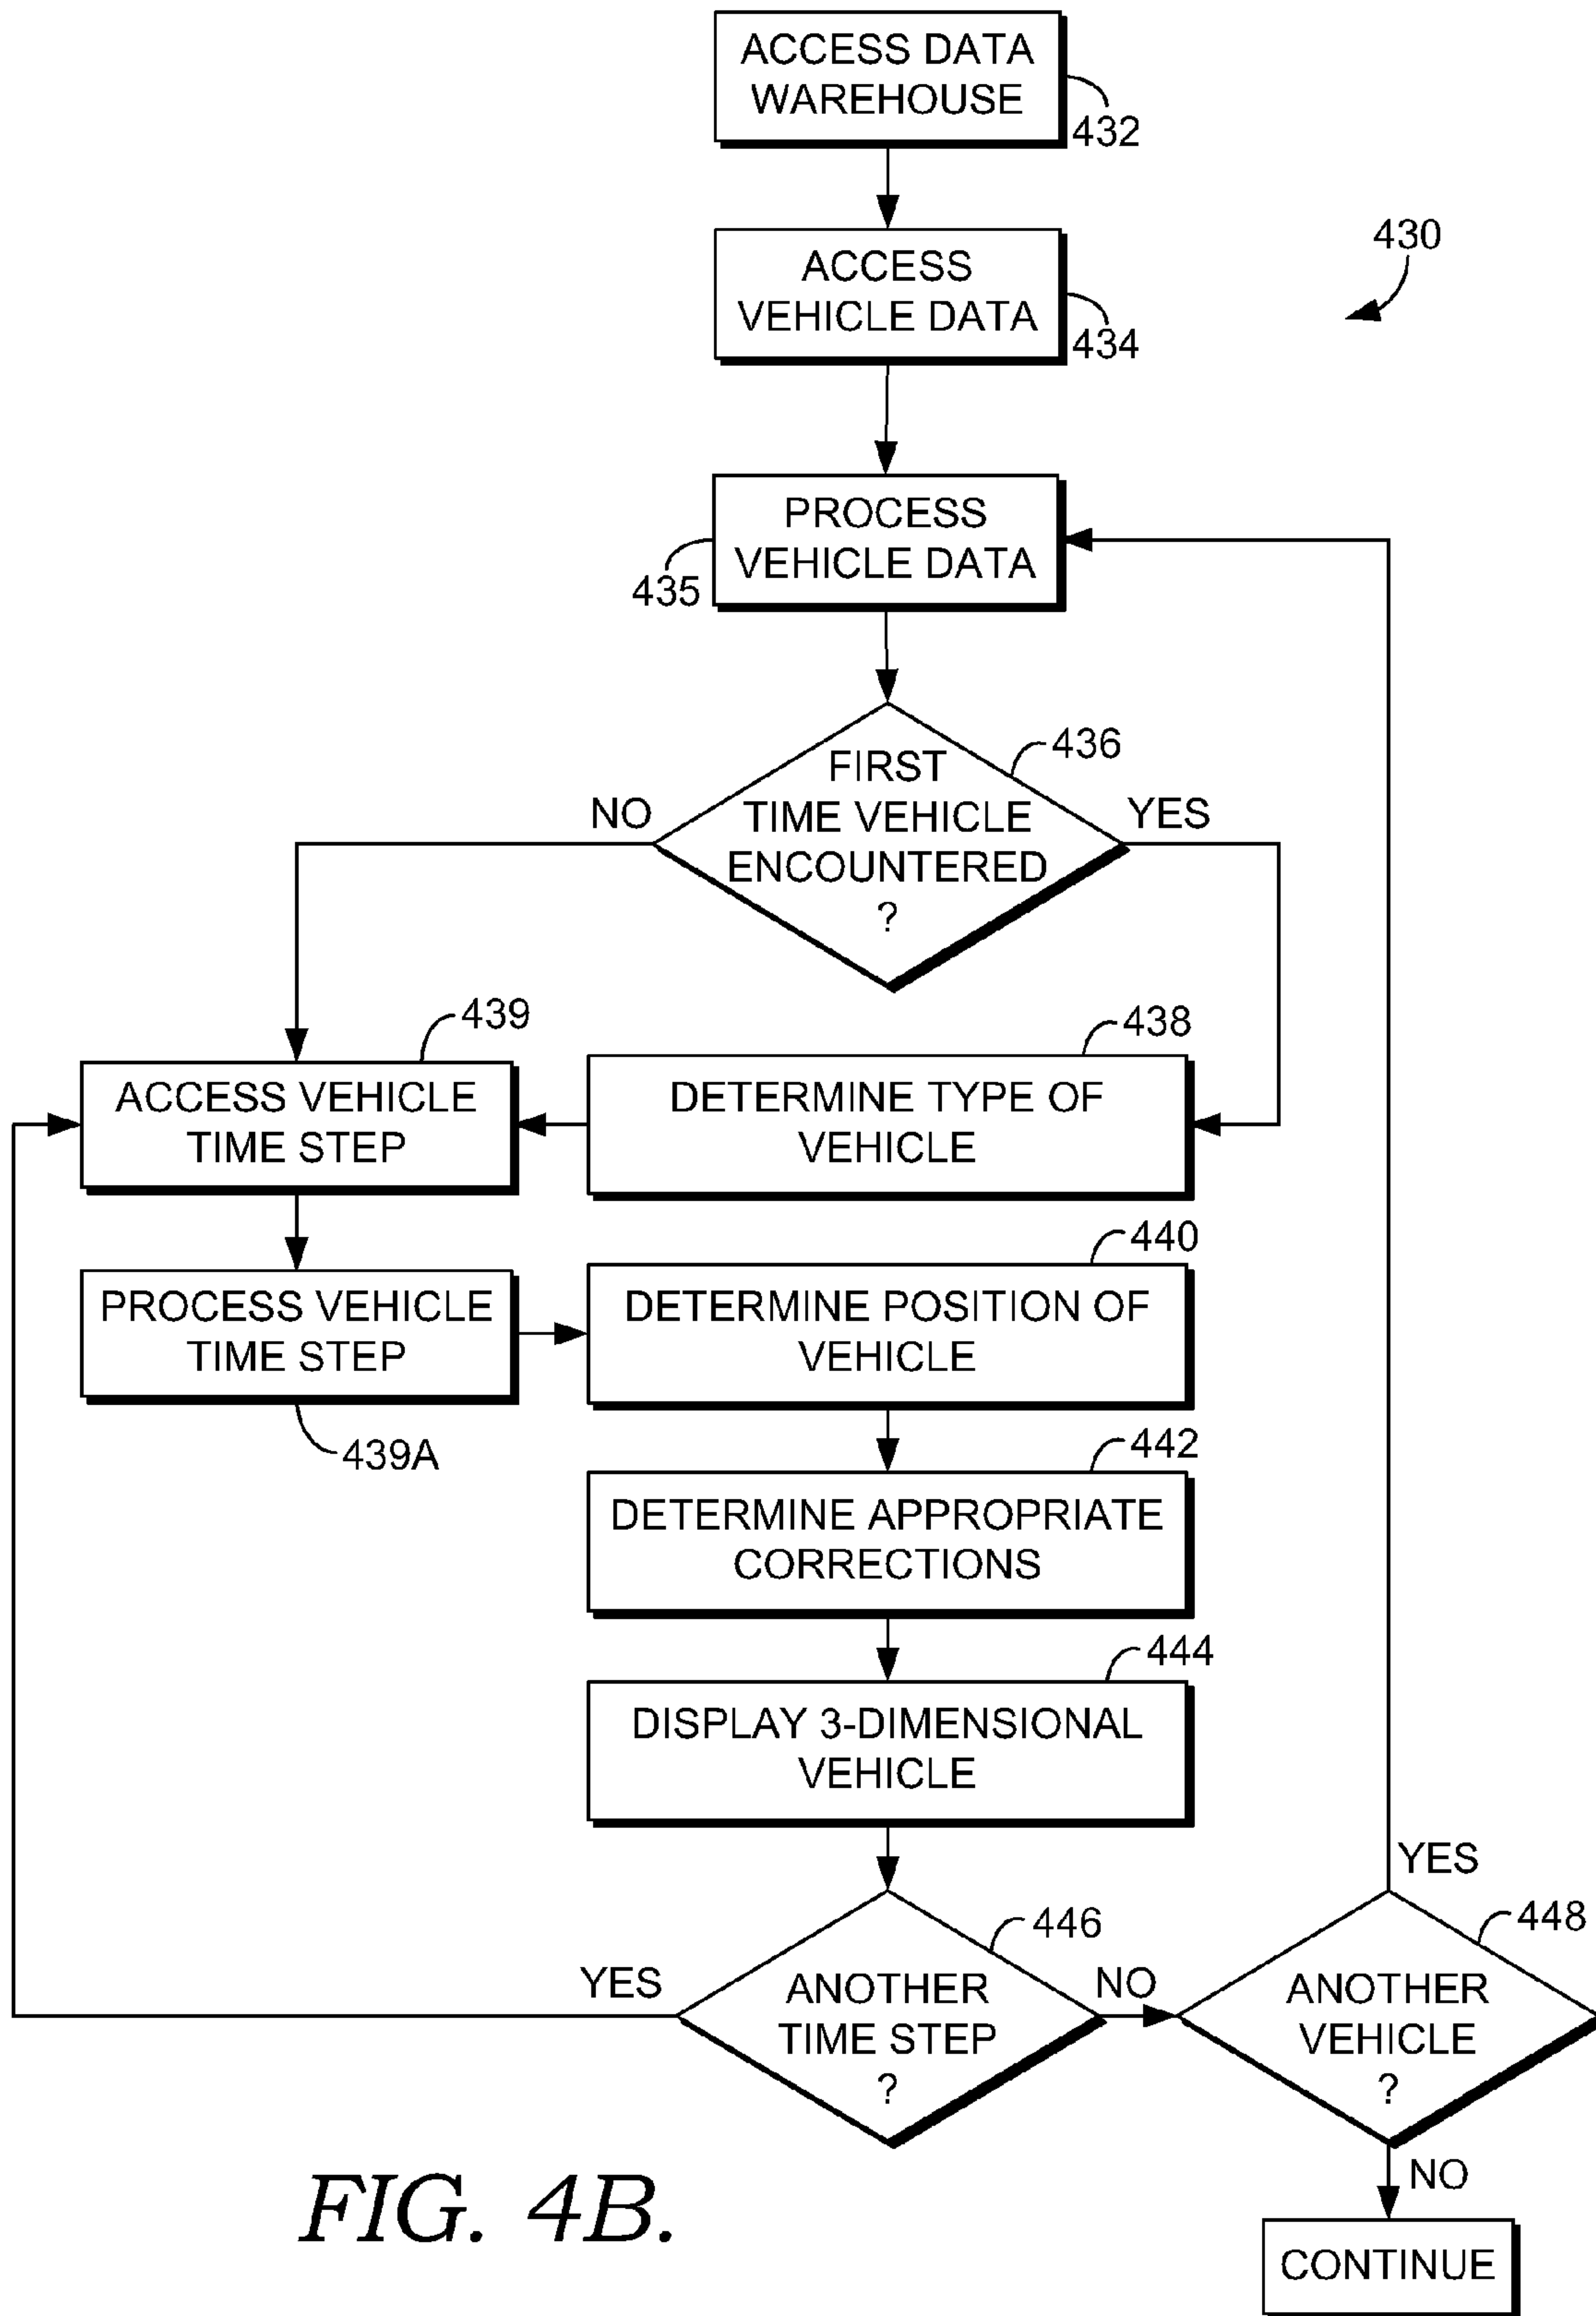 ACCESS DATA
WAREHOUSE
432
430
ACCESS
VEHICLE DATA
434
PROCESS
VEHICLE DATA
435
436
FIRST
TIME VEHICLE
ENCOUNTERED
?
NO
YES
439
438
ACCESS VEHICLE
TIME STEP
DETERMINE TYPE OF
VEHICLE
440
PROCESS VEHICLE
TIME STEP
439A
DETERMINE POSITION OF
VEHICLE
442
DETERMINE APPROPRIATE
CORRECTIONS
444
DISPLAY 3-DIMENSIONAL
VEHICLE
446
YES
ANOTHER
TIME STEP
?
NO
YES
448
ANOTHER
VEHICLE
?
NO
CONTINUE
FIG. 4B.